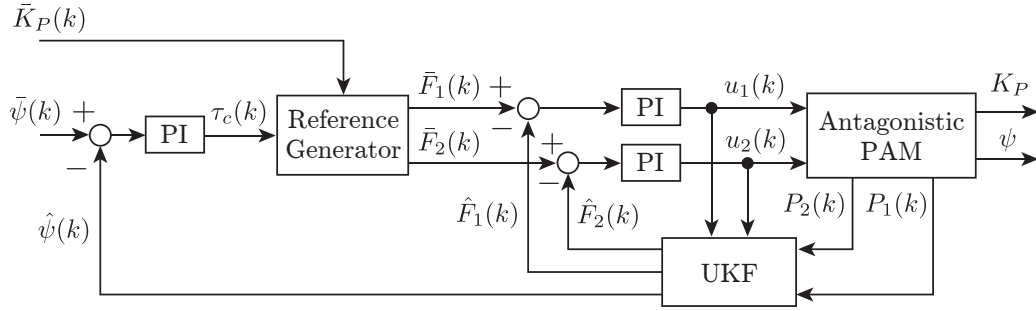 K̄_P(k)
ψ̄(k)
+
−
PI
τ_c(k)
Reference
Generator
F̄_1(k)
+
−
F̄_2(k)
+
−
PI
u_1(k)
PI
u_2(k)
Antagonistic
PAM
K_P
ψ
P_2(k)
P_1(k)
F̂_1(k)
F̂_2(k)
ψ̂(k)
UKF